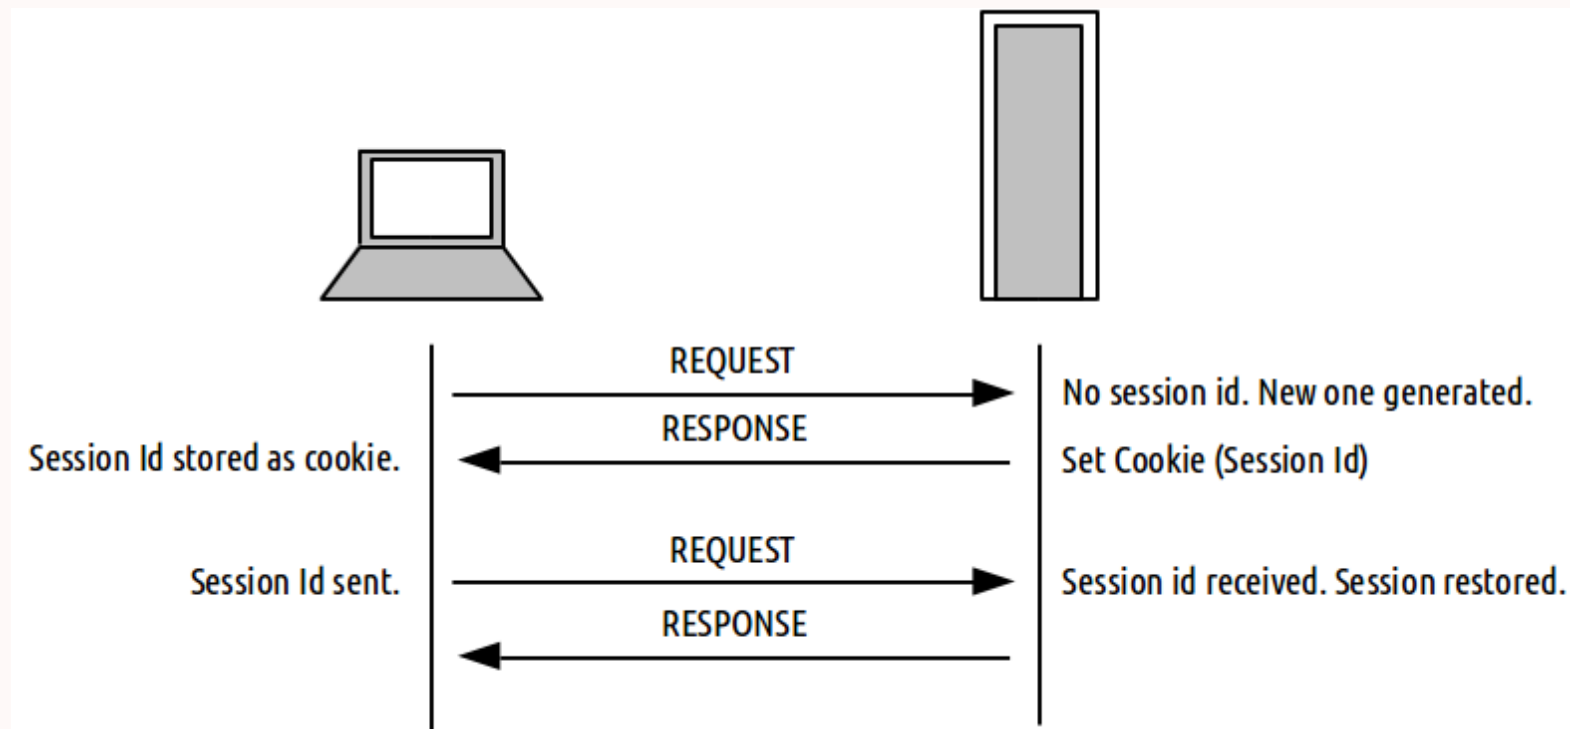 REQUEST
No session id. New one generated.
RESPONSE
Session Id stored as cookie.
Set Cookie (Session Id)
REQUEST
Session Id sent.
Session id received. Session restored.
RESPONSE